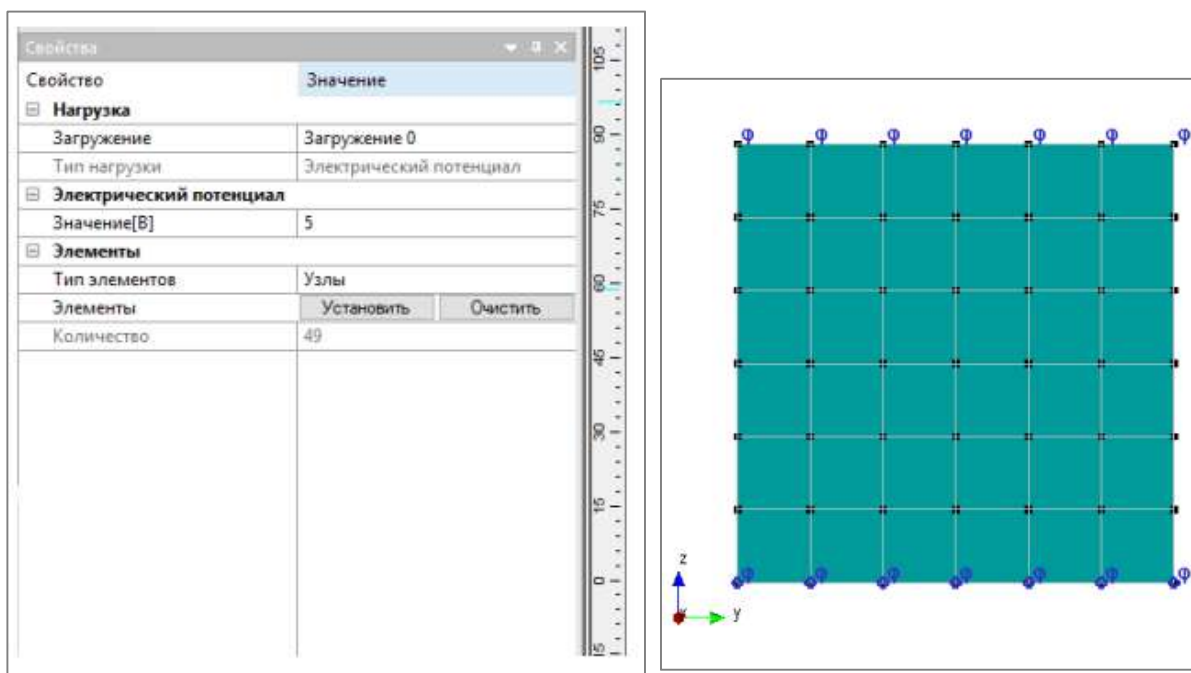 Свойства
Свойство Значение
Нагрузка
Загружение Загружение 0
Тип нагрузки Электрический потенциал
Электрический потенциал
Значение[В] 5
Элементы
Тип элементов Узлы
Элементы Установить Очистить
Количество 49
105
90
75
60
45
30
15
0
φ φ φ φ φ φ φ
φ φ φ φ φ φ φ
z
x y